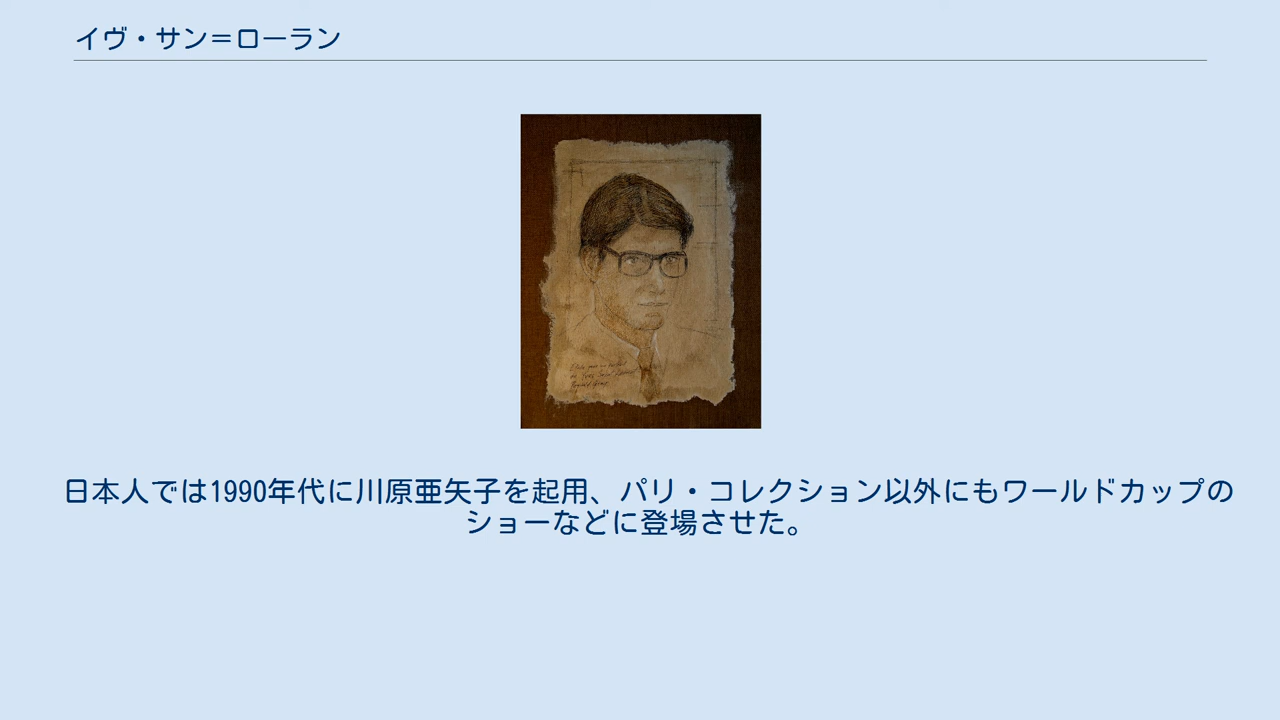 イヴ・サン＝ローラン
日本人では1990年代に川原亜矢子を起用、パリ・コレクション以外にもワールドカップの
ショーなどに登場させた。